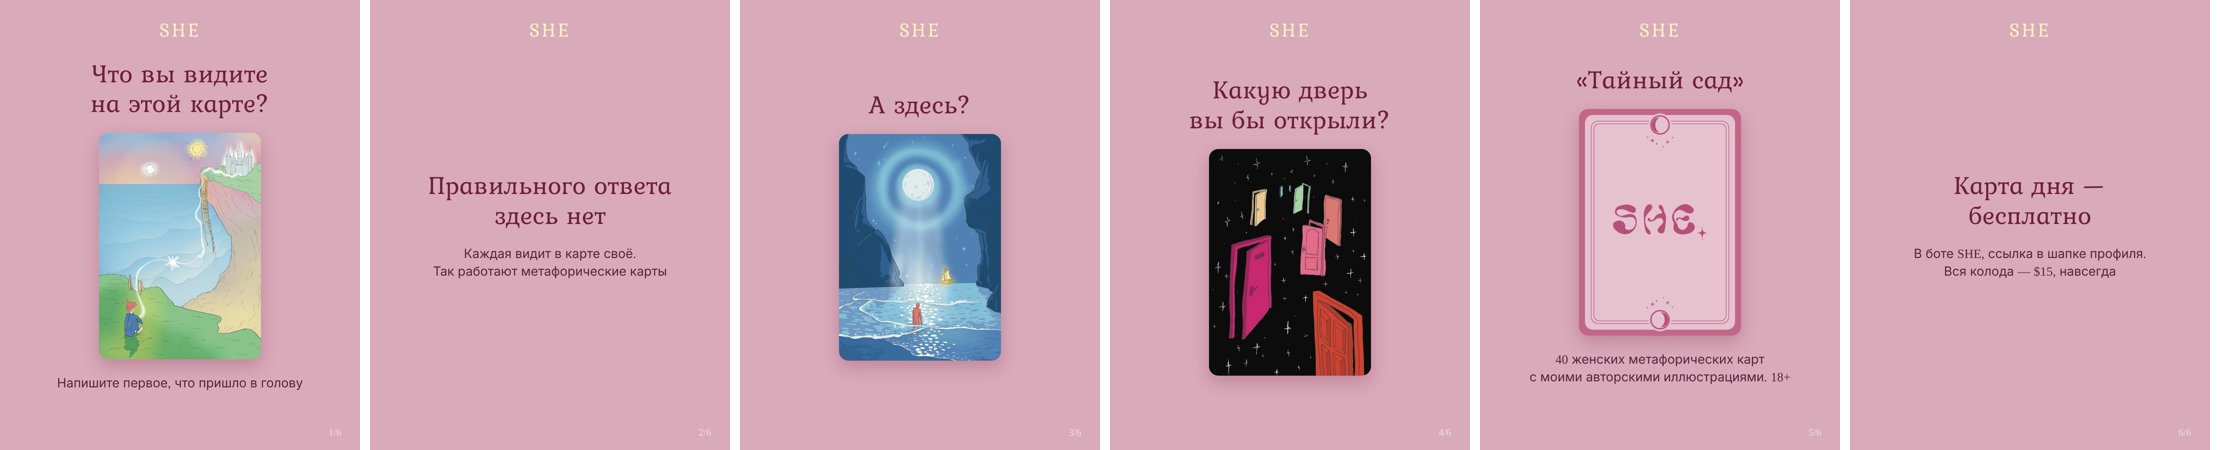 SHE
Что вы видите
на этой карте?
Напишите первое, что пришло в голову
1/6
SHE
Правильного ответа
здесь нет
Каждая видит в карте своё.
Так работают метафорические карты
2/6
SHE
А здесь?
3/6
SHE
Какую дверь
вы бы открыли?
4/6
SHE
«Тайный сад»
SHE
40 женских метафорических карт
с моими авторскими иллюстрациями. 18+
5/6
SHE
Карта дня —
бесплатно
В боте SHE, ссылка в шапке профиля.
Вся колода — $15, навсегда
6/6